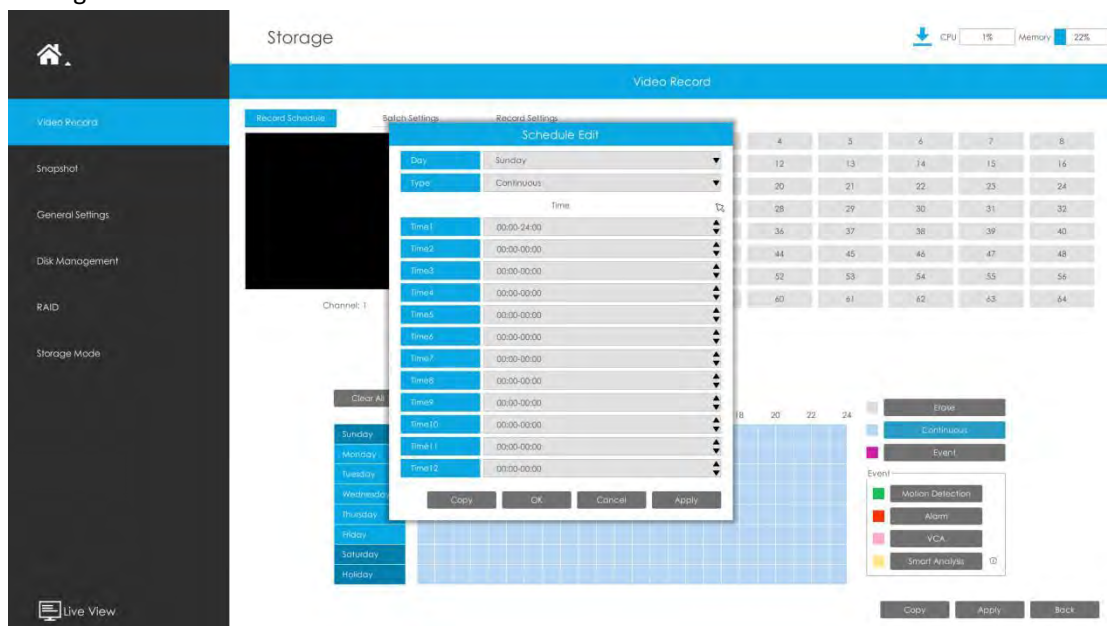 Storage
CPU 1% Memory 22%
Video Record
Video Record
Snapshot
General Settings
Disk Management
RAID
Storage Mode
Live View
Record Schedule Batch Settings Record Settings
Schedule Edit
Day Sunday
Type Continuous
Time
Time1 00:00-24:00
Time2 00:00-00:00
Time3 00:00-00:00
Time4 00:00-00:00
Time5 00:00-00:00
Time6 00:00-00:00
Time7 00:00-00:00
Time8 00:00-00:00
Time9 00:00-00:00
Time10 00:00-00:00
Time11 00:00-00:00
Time12 00:00-00:00
Copy OK Cancel Apply
4 5 6 7 8
12 13 14 15 16
20 21 22 23 24
28 29 30 31 32
36 37 38 39 40
44 45 46 47 48
52 53 54 55 56
60 61 62 63 64
Channel: 1
Clear All
18 20 22 24
Sunday
Monday
Tuesday
Wednesday
Thursday
Friday
Saturday
Holiday
Erase
Continuous
Event
Event
Motion Detection
Alarm
VCA
Smart Analysis
Copy Apply Back